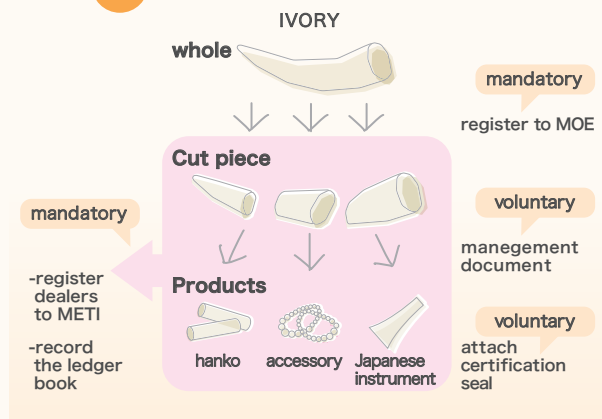 IVORY
whole
mandatory
register to MOE
Cut piece
mandatory
voluntary
manegement
document
-register
dealers
to METI
-record
the ledger
book
Products
hanko
accessory
Japanese
instrument
voluntary
attach
certification
seal